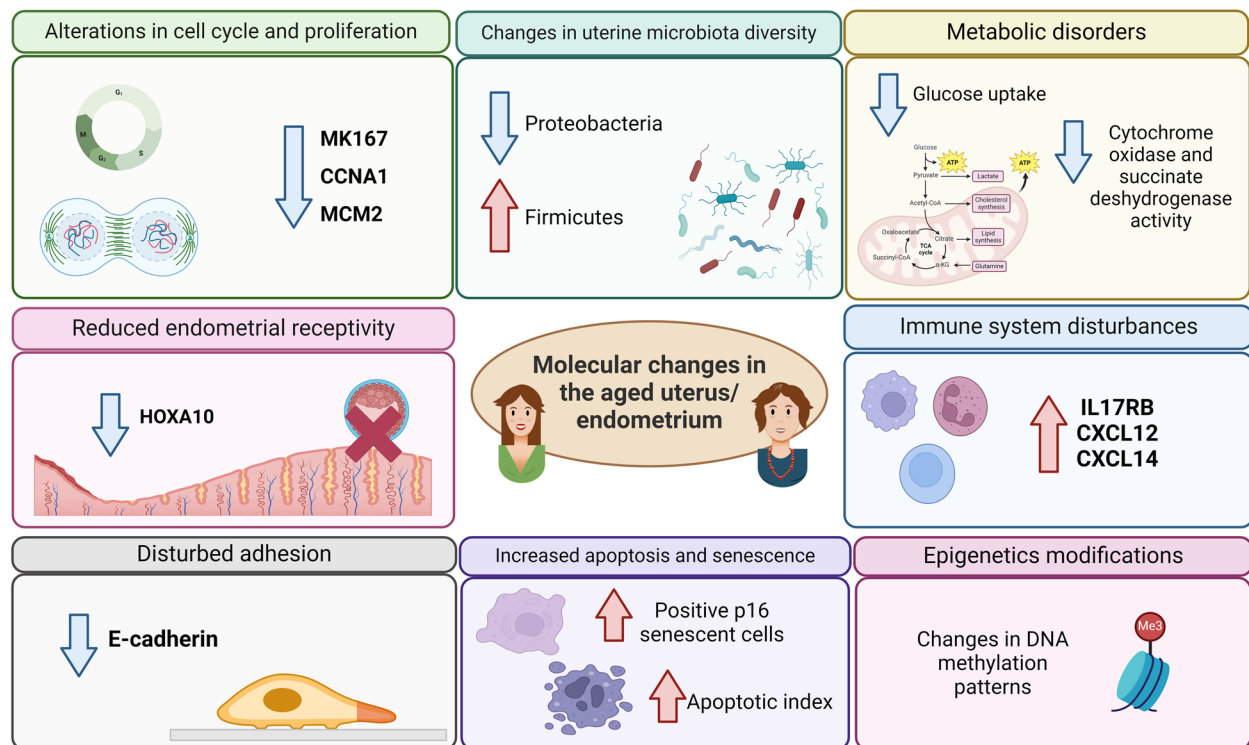 Alterations in cell cycle and proliferation
G₁
M
G₂
S
MK167
CCNA1
MCM2
Changes in uterine microbiota diversity
Proteobacteria
Firmicutes
Metabolic disorders
Glucose uptake
Glucose
ATP
ATP
Pyruvate
Lactate
Acetyl-CoA
Cholesterol
synthesis
Oxaloacetate
Citrate
Lipid
synthesis
TCA
cycle
Succinyl-CoA
α-KG
Glutamine
Cytochrome
oxidase and
succinate
deshydrogenase
activity
Reduced endometrial receptivity
HOXA10
Molecular changes in
the aged uterus/
endometrium
Immune system disturbances
IL17RB
CXCL12
CXCL14
Disturbed adhesion
E-cadherin
Increased apoptosis and senescence
Positive p16
senescent cells
Apoptotic index
Epigenetics modifications
Changes in DNA
methylation
patterns
Me3